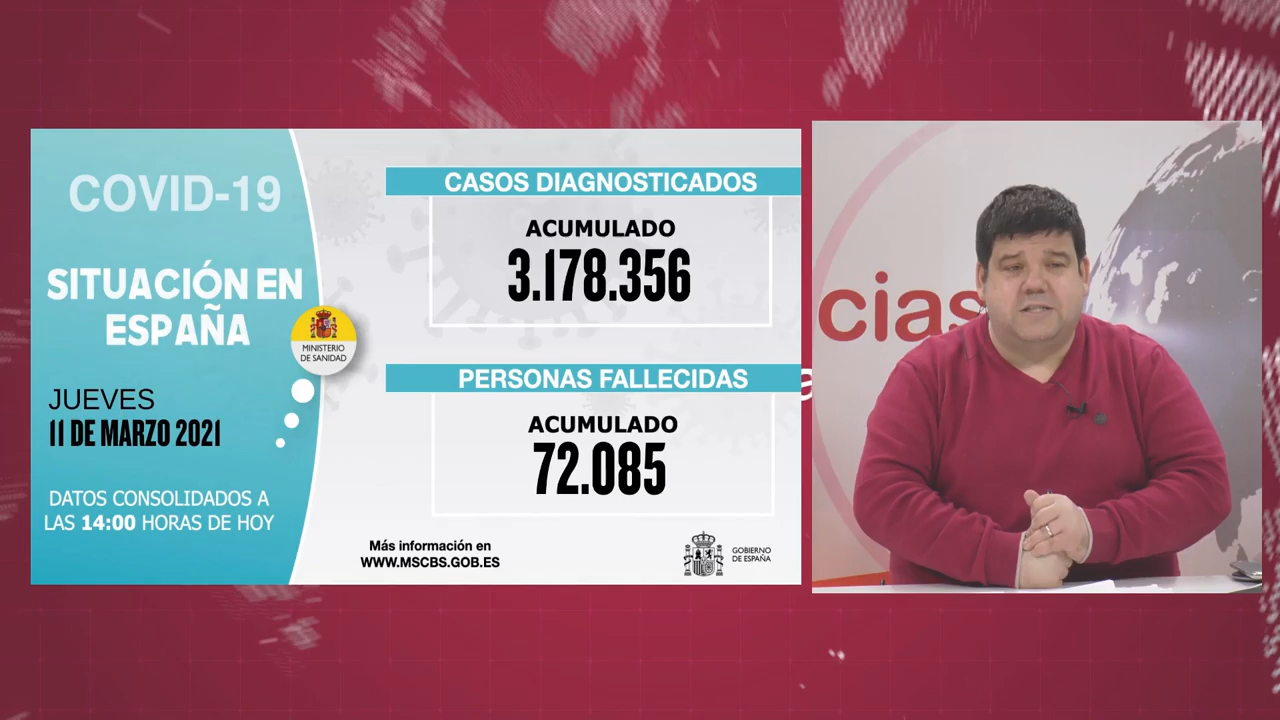 COVID-19
SITUACIÓN EN
ESPAÑA
MINISTERIO
DE SANIDAD
JUEVES
11 DE MARZO 2021
DATOS CONSOLIDADOS A
LAS 14:00 HORAS DE HOY
CASOS DIAGNOSTICADOS
ACUMULADO
3.178.356
PERSONAS FALLECIDAS
ACUMULADO
72.085
Más información en
WWW.MSCBS.GOB.ES
GOBIERNO
DE ESPAÑA
cias
a